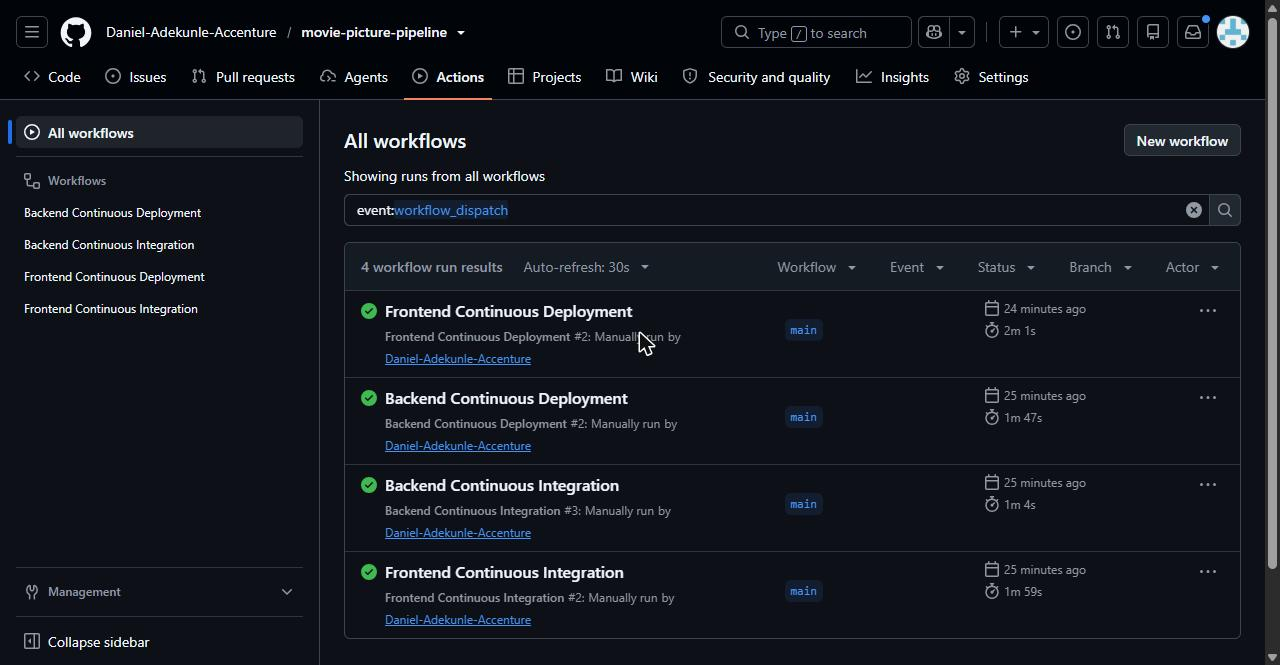 Daniel-Adekunle-Accenture / movie-picture-pipeline
Type / to search
Code
Issues
Pull requests
Agents
Actions
Projects
Wiki
Security and quality
Insights
Settings
All workflows
Workflows
Backend Continuous Deployment
Backend Continuous Integration
Frontend Continuous Deployment
Frontend Continuous Integration
Management
Collapse sidebar
All workflows
New workflow
Showing runs from all workflows
event:workflow_dispatch
4 workflow run results
Auto-refresh: 30s
Workflow
Event
Status
Branch
Actor
Frontend Continuous Deployment
Frontend Continuous Deployment #2: Manually run by
Daniel-Adekunle-Accenture
main
24 minutes ago
2m 1s
Backend Continuous Deployment
Backend Continuous Deployment #2: Manually run by
Daniel-Adekunle-Accenture
main
25 minutes ago
1m 47s
Backend Continuous Integration
Backend Continuous Integration #3: Manually run by
Daniel-Adekunle-Accenture
main
25 minutes ago
1m 4s
Frontend Continuous Integration
Frontend Continuous Integration #2: Manually run by
Daniel-Adekunle-Accenture
main
25 minutes ago
1m 59s